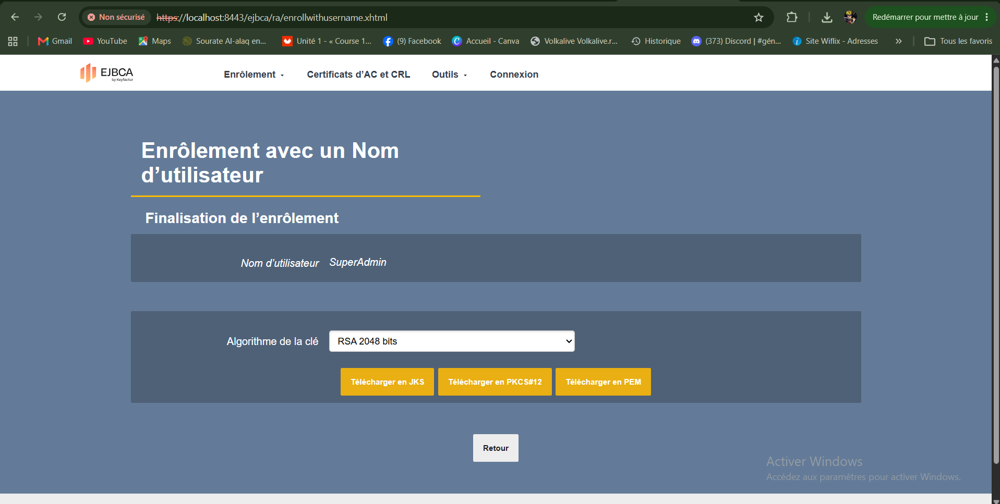 Non sécurisé https://localhost:8443/ejbca/ra/enrollwithusername.xhtml Redémarrer pour mettre à jour
Gmail YouTube Maps Sourate Al-alaq en... Unité 1 - « Course 1... (9) Facebook Accueil - Canva Volkalive Volkalive.r... Historique (373) Discord | #gén... Site Wiflix - Adresses » Tous les favoris
EJBCA
by Keyfactor
Enrôlement Certificats d’AC et CRL Outils Connexion
Enrôlement avec un Nom
d’utilisateur
Finalisation de l’enrôlement
Nom d’utilisateur SuperAdmin
Algorithme de la clé RSA 2048 bits
Télécharger en JKS Télécharger en PKCS#12 Télécharger en PEM
Retour
Activer Windows
Accédez aux paramètres pour activer Windows.